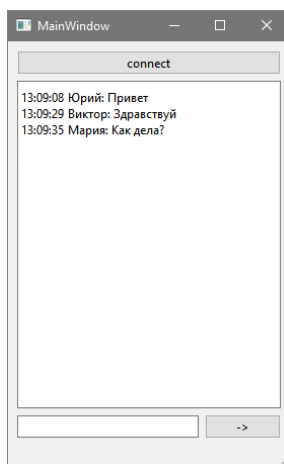 MainWindow
connect
13:09:08 Юрий: Привет
13:09:29 Виктор: Здравствуй
13:09:35 Мария: Как дела?
->